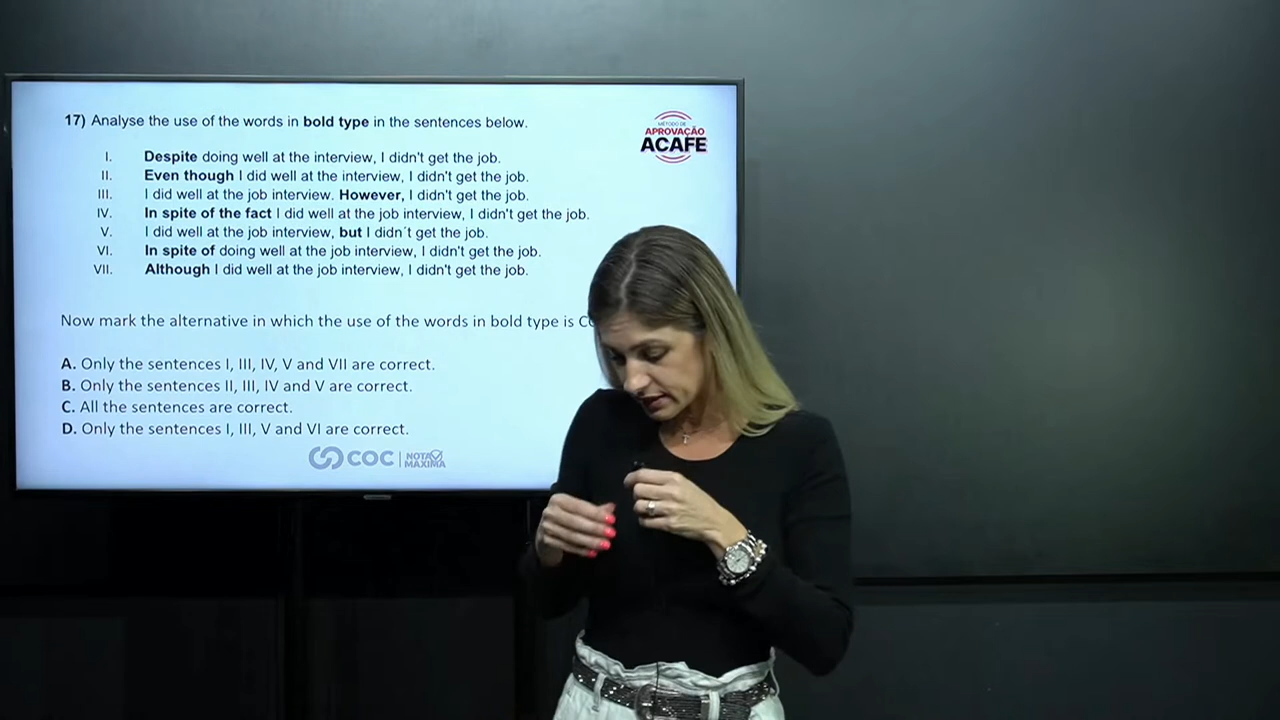 17) Analyse the use of the words in bold type in the sentences below.
MÉTODO DE
APROVAÇÃO
ACAFE
I. Despite doing well at the interview, I didn't get the job.
II. Even though I did well at the job interview, I didn't get the job.
III. I did well at the job interview. However, I didn't get the job.
IV. In spite of the fact I did well at the job interview, I didn't get the job.
V. I did well at the job interview, but I didn´t get the job.
VI. In spite of doing well at the job interview, I didn't get the job.
VII. Although I did well at the job interview, I didn't get the job.
Now mark the alternative in which the use of the words in bold type is
A. Only the sentences I, III, IV, V and VII are correct.
B. Only the sentences II, III, IV and V are correct.
C. All the sentences are correct.
D. Only the sentences I, III, V and VI are correct.
COC | NOTA MÁXIMA